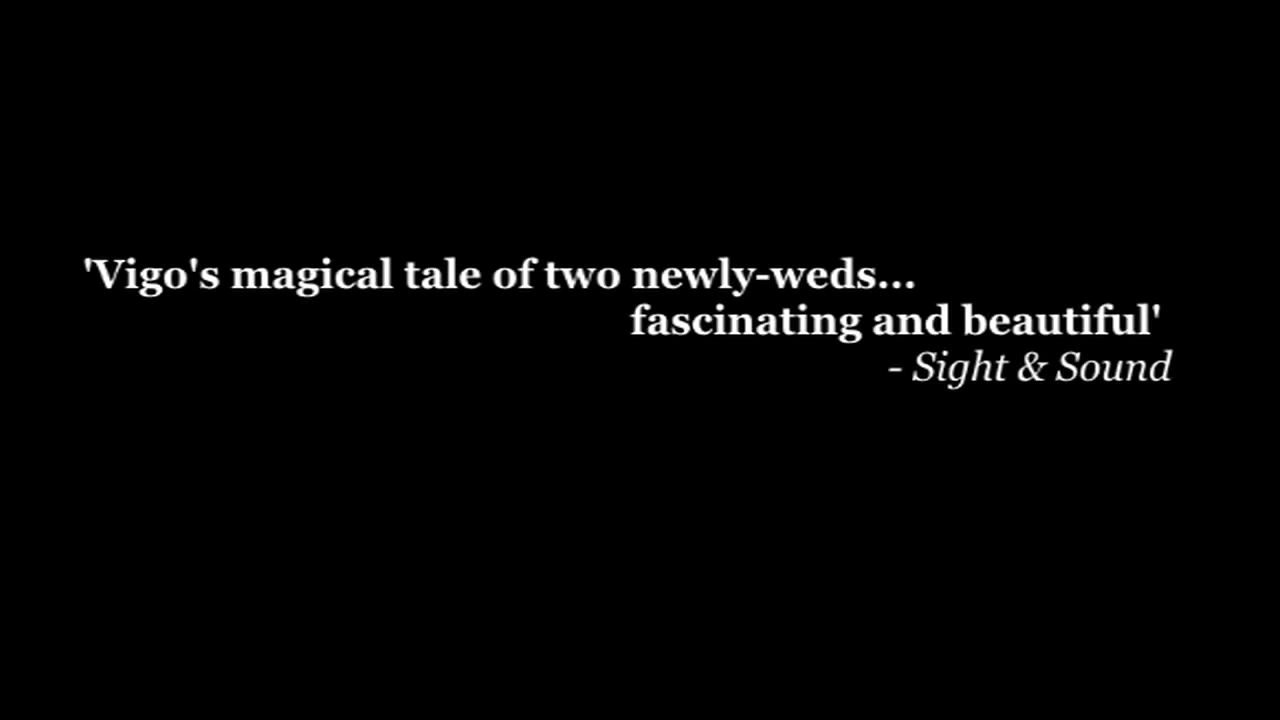 'Vigo's magical tale of two newly-weds...
fascinating and beautiful'
- Sight & Sound